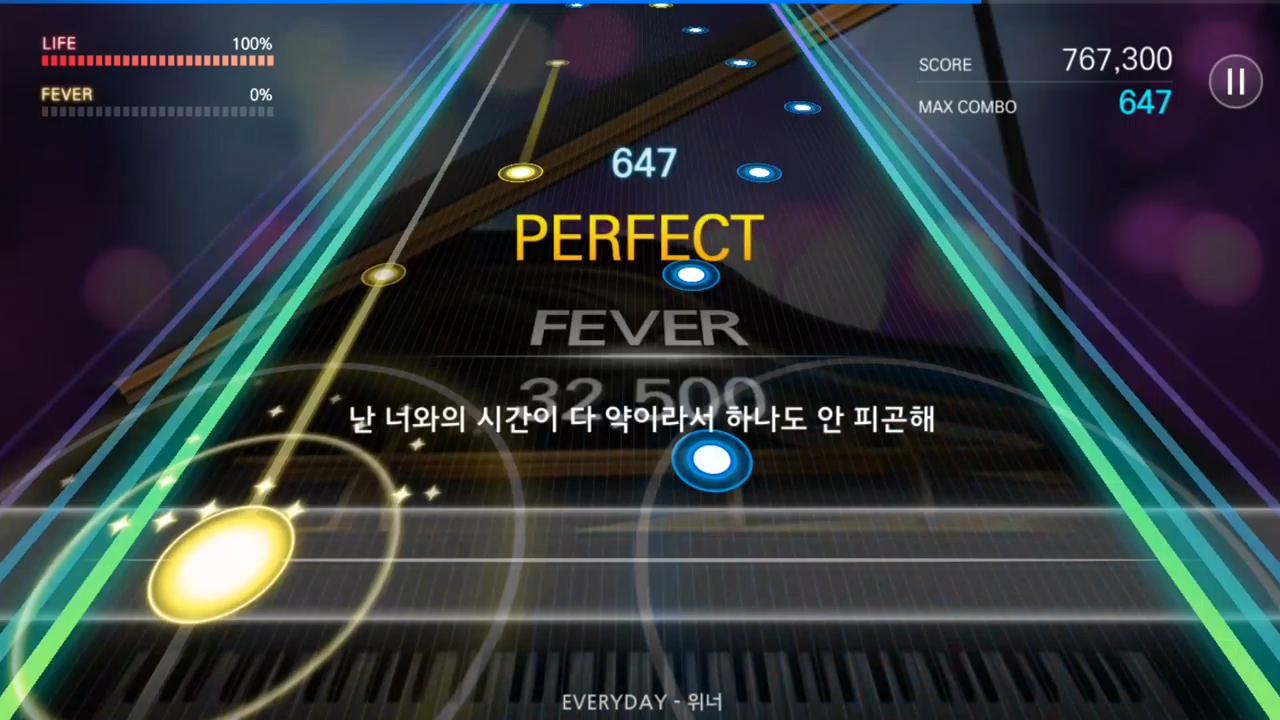 LIFE 100%
FEVER 0%
SCORE 767,300
MAX COMBO 647
647
PERFECT
FEVER
32,500
난 너와의 시간이 다 약이라서 하나도 안 피곤해
EVERYDAY - 위너